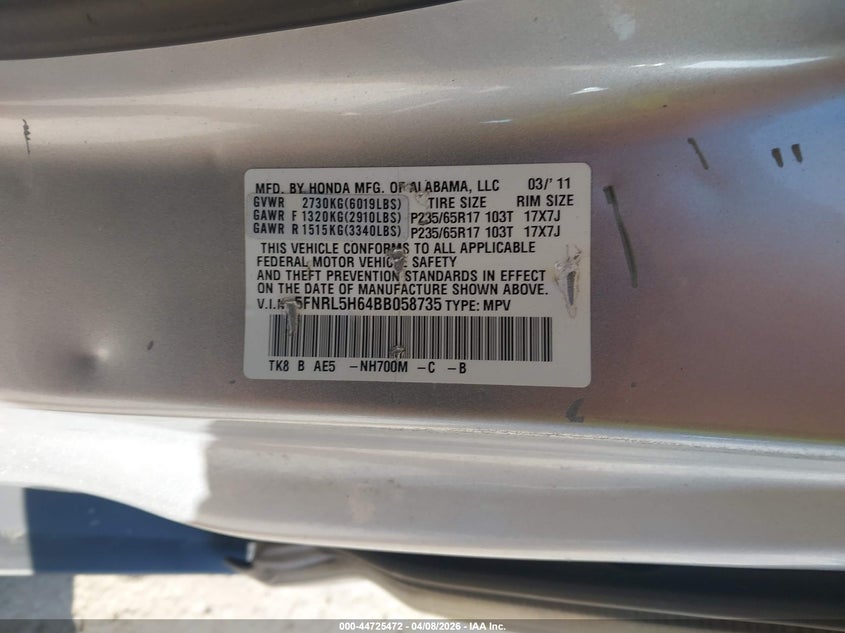 MFD. BY HONDA MFG. OF ALABAMA, LLC 03/'11
GVWR 2730KG(6019LBS) TIRE SIZE RIM SIZE
GAWR F 1320KG(2910LBS) P235/65R17 103T 17X7J
GAWR R 1515KG(3340LBS) P235/65R17 103T 17X7J
THIS VEHICLE CONFORMS TO ALL APPLICABLE
FEDERAL MOTOR VEHICLE SAFETY
AND THEFT PREVENTION STANDARDS IN EFFECT
ON THE DATE OF MANUFACTURE SHOWN ABOVE.
V.I.N. 5FNRL5H64BB058735 TYPE: MPV
TK8 B AE5 -NH700M -C -B
000-44725472 - 04/08/2026 - IAA Inc.